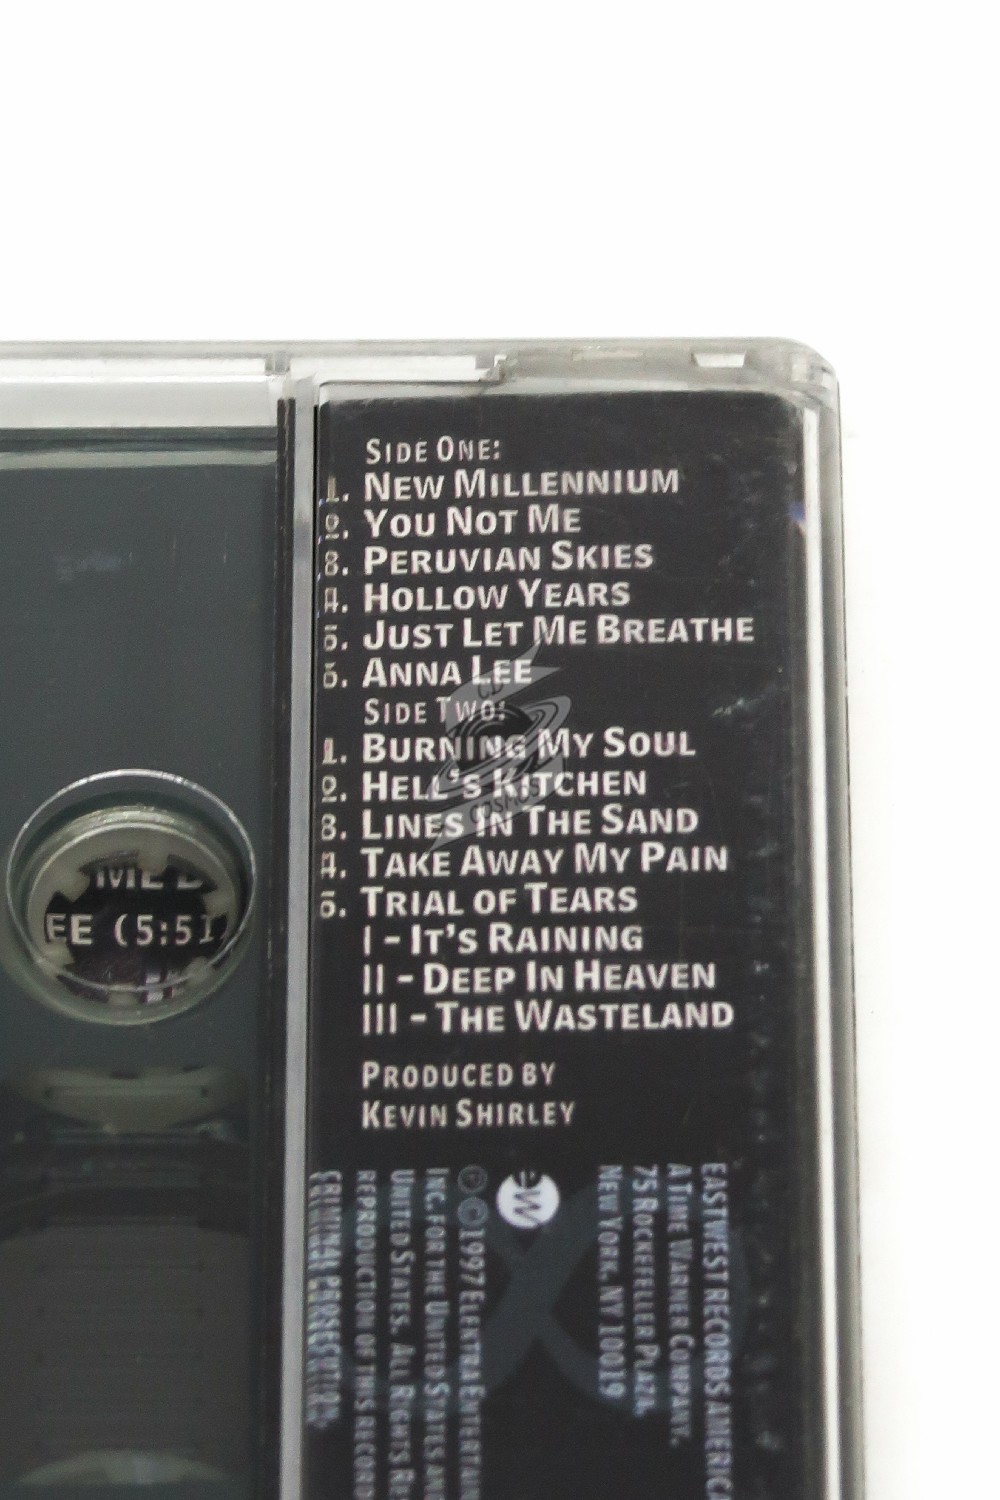 SIDE ONE:
1. NEW MILLENNIUM
2. YOU NOT ME
3. PERUVIAN SKIES
4. HOLLOW YEARS
5. JUST LET ME BREATHE
6. ANNA LEE
SIDE TWO:
1. BURNING MY SOUL
2. HELL'S KITCHEN
3. LINES IN THE SAND
4. TAKE AWAY MY PAIN
5. TRIAL OF TEARS
I - IT'S RAINING
II - DEEP IN HEAVEN
III - THE WASTELAND
PRODUCED BY
KEVIN SHIRLEY
CD
COSMOS
EE (5:51
ew
EASTWEST RECORDS AMERICA
A TIME WARNER COMPANY.
75 ROCKEFELLER PLAZA,
NEW YORK, NY 10019
℗ © 1997 ELEKTRA ENTERTAIN
INC. FOR THE UNITED STATES AND
UNITED STATES. ALL RIGHTS RE
REPRODUCTION OF THIS RECORD
CRIMINAL PROSECUTION